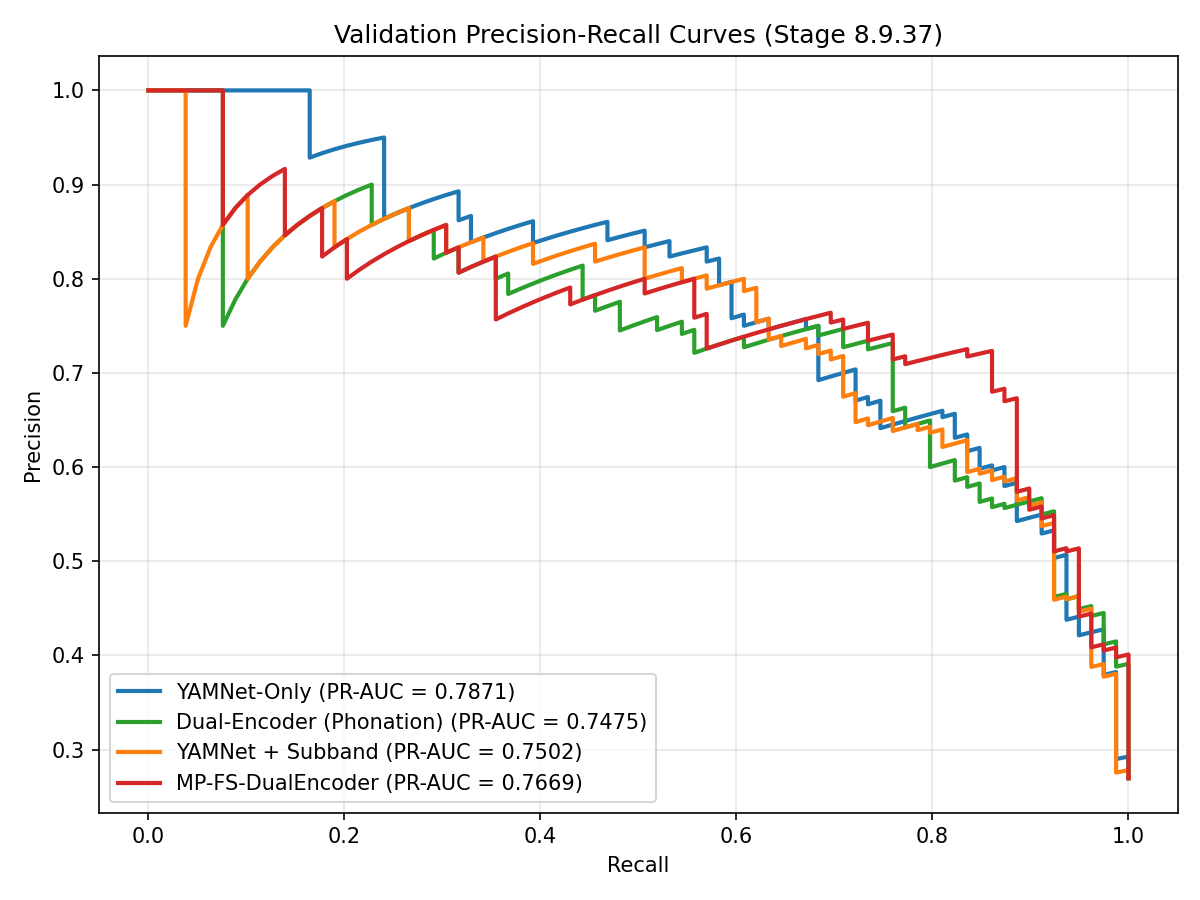 Validation Precision-Recall Curves (Stage 8.9.37)
Precision
1.0
0.9
0.8
0.7
0.6
0.5
0.4
0.3
YAMNet-Only (PR-AUC = 0.7871)
Dual-Encoder (Phonation) (PR-AUC = 0.7475)
YAMNet + Subband (PR-AUC = 0.7502)
MP-FS-DualEncoder (PR-AUC = 0.7669)
0.0 0.2 0.4 0.6 0.8 1.0
Recall